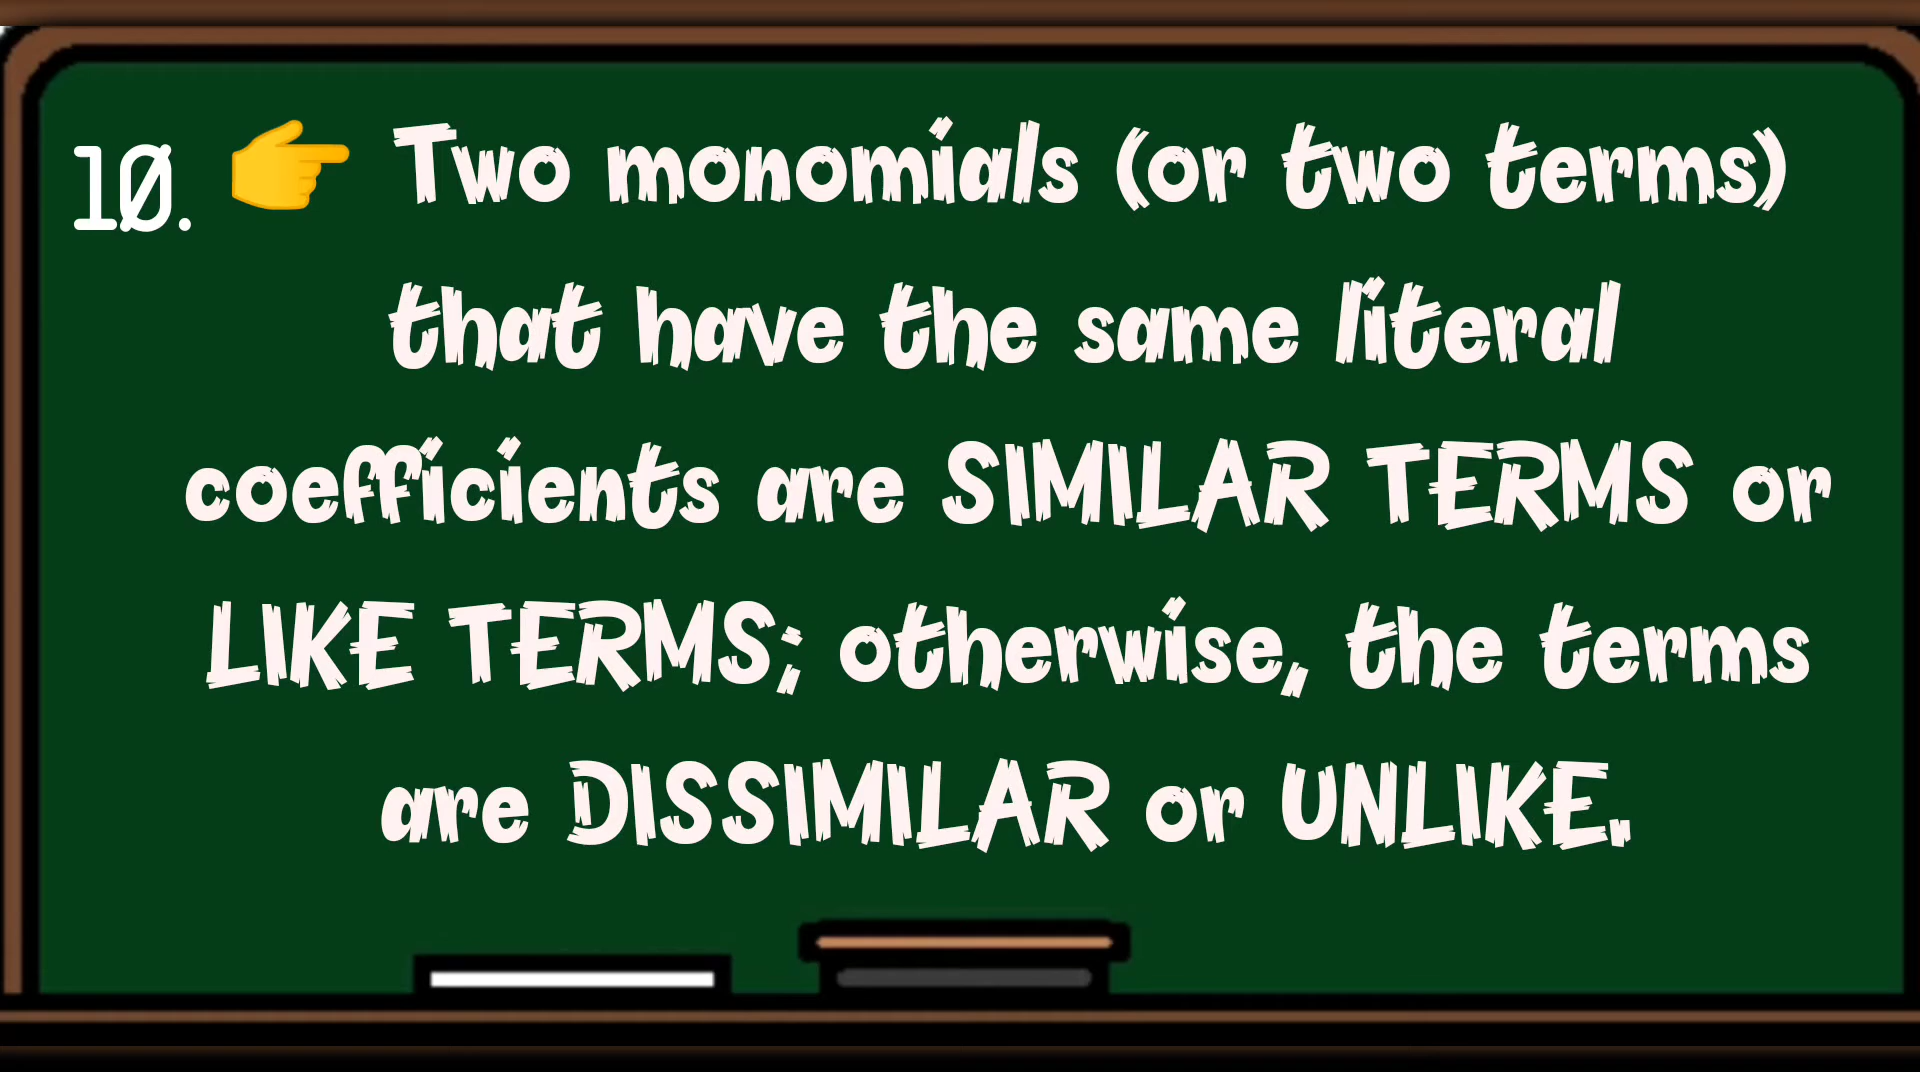 10. 👉 Two monomials (or two terms)
that have the same literal
coefficients are SIMILAR TERMS or
LIKE TERMS; otherwise, the terms
are DISSIMILAR or UNLIKE.